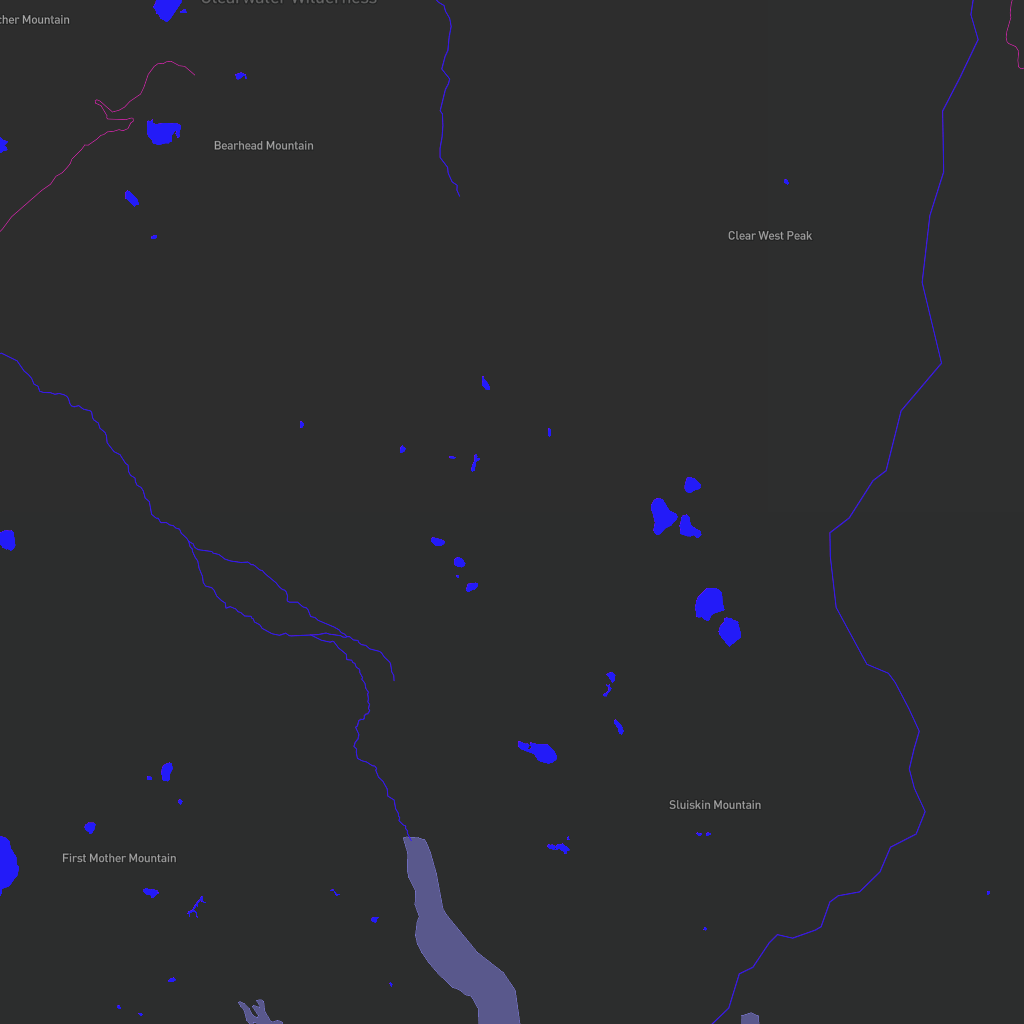 Clearwater Wilderness
cher Mountain
Bearhead Mountain
Clear West Peak
Sluiskin Mountain
First Mother Mountain